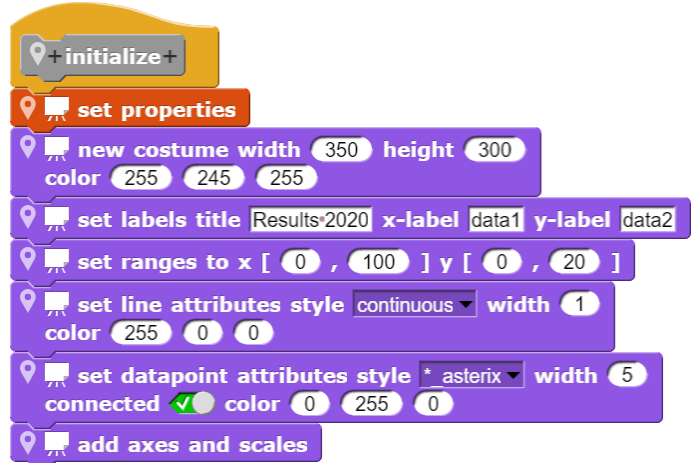 +initialize+
set properties
new costume width 350 height 300
color 255 245 255
set labels title Results•2020 x-label data1 y-label data2
set ranges to x [ 0 , 100 ] y [ 0 , 20 ]
set line attributes style continuous width 1
color 255 0 0
set datapoint attributes style *_asterix width 5
connected color 0 255 0
add axes and scales